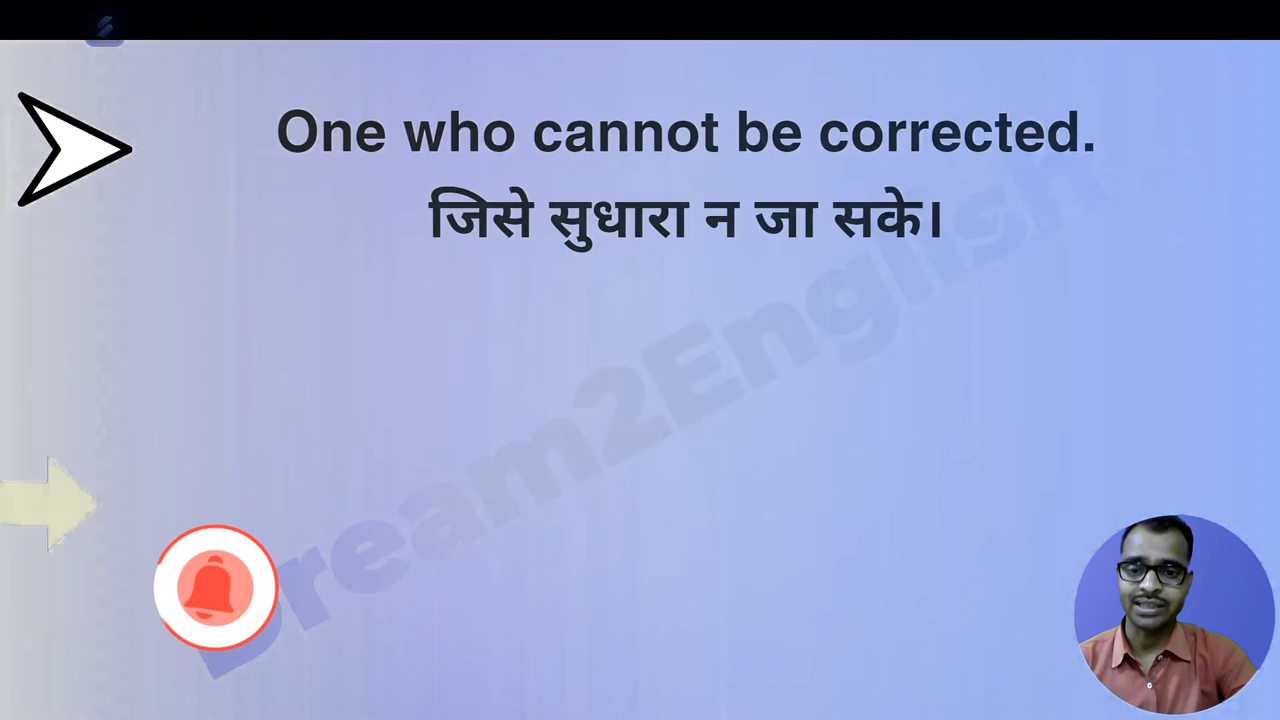 One who cannot be corrected.
जिसे सुधारा न जा सके।
Dream2English